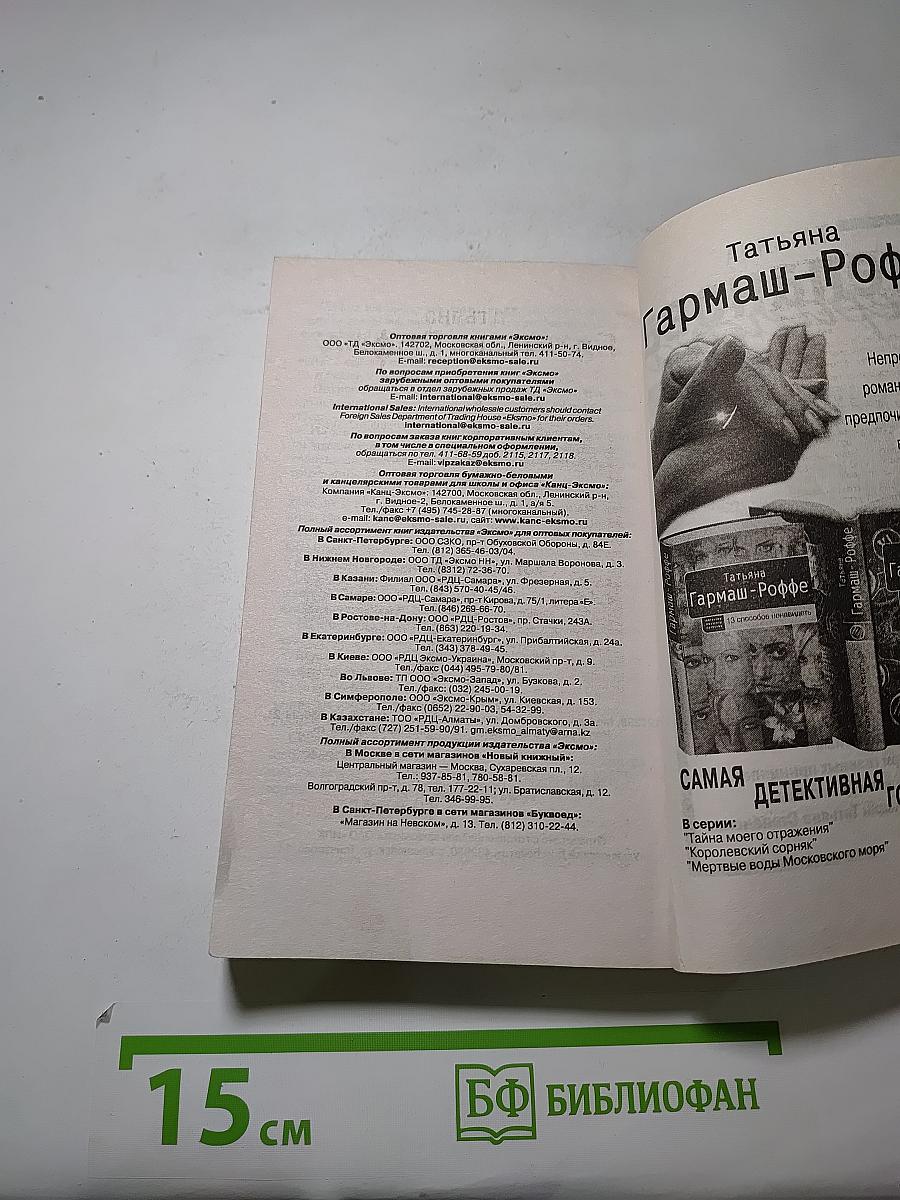 Оптовая торговля книгами «Эксмо»:
ООО «ТД «Эксмо». 142702, Московская обл., Ленинский р-н, г. Видное,
Белокаменное ш., д. 1, многоканальный тел. 411-50-74.
E-mail: reception@eksmo-sale.ru
По вопросам приобретения книг «Эксмо»
зарубежными оптовыми покупателями
обращаться в отдел зарубежных продаж ТД «Эксмо»
E-mail: international@eksmo-sale.ru
International Sales: International wholesale customers should contact
Foreign Sales Department of Trading House «Eksmo» for their orders.
international@eksmo-sale.ru
По вопросам заказа книг корпоративным клиентам,
в том числе в специальном оформлении,
обращаться по тел. 411-68-59 доб. 2115, 2117, 2118.
E-mail: vipzakaz@eksmo.ru
Оптовая торговля бумажно-беловыми
и канцелярскими товарами для школы и офиса «Канц-Эксмо»:
Компания «Канц-Эксмо»: 142700, Московская обл., Ленинский р-н,
г. Видное-2, Белокаменное ш., д. 1, а/я 5.
Тел./факс +7 (495) 745-28-87 (многоканальный).
e-mail: kanc@eksmo-sale.ru, сайт: www.kanc-eksmo.ru
Полный ассортимент книг издательства «Эксмо» для оптовых покупателей:
В Санкт-Петербурге: ООО СЗКО, пр-т Обуховской Обороны, д. 84Е.
Тел. (812) 365-46-03/04.
В Нижнем Новгороде: ООО ТД «Эксмо НН», ул. Маршала Воронова, д. 3.
Тел. (8312) 72-36-70.
В Казани: Филиал ООО «РДЦ-Самара», ул. Фрезерная, д. 5.
Тел. (843) 570-40-45/46.
В Самаре: ООО «РДЦ-Самара», пр-т Кирова, д. 75/1, литера «Е».
Тел. (846) 269-66-70.
В Ростове-на-Дону: ООО «РДЦ-Ростов», пр. Стачки, 243А.
Тел. (863) 220-19-34.
В Екатеринбурге: ООО «РДЦ-Екатеринбург», ул. Прибалтийская, д. 24а.
Тел. (343) 378-49-45.
В Киеве: ООО «РДЦ Эксмо-Украина», Московский пр-т, д. 9.
Тел./факс (044) 495-79-80/81.
Во Львове: ТП ООО «Эксмо-Запад», ул. Бузкова, д. 2.
Тел./факс: (032) 245-00-19.
В Симферополе: ООО «Эксмо-Крым», ул. Киевская, д. 153.
Тел./факс (0652) 22-90-03, 54-32-99.
В Казахстане: ТОО «РДЦ-Алматы», ул. Домбровского, д. 3а.
Тел./факс (727) 251-59-90/91. gm.eksmo_almaty@arna.kz
Полный ассортимент продукции издательства «Эксмо»:
В Москве в сети магазинов «Новый книжный»:
Центральный магазин — Москва, Сухаревская пл., 12.
Тел.: 937-85-81, 780-58-81.
Волгоградский пр-т, д. 78, тел. 177-22-11; ул. Братиславская, д. 12.
Тел. 346-99-95.
В Санкт-Петербурге в сети магазинов «Буквоед»:
«Магазин на Невском», д. 13. Тел. (812) 310-22-44.
Татьяна
Гармаш-Рофф
Непр
роман
предпочи
Татьяна
Гармаш-Роффе
13 способов ненавидеть
Гармаш-Роффе
САМАЯ
ДЕТЕКТИВНАЯ
В серии:
"Тайна моего отражения"
"Королевский сорняк"
"Мертвые воды Московского моря"
15 см
БФ БИБЛИОФАН